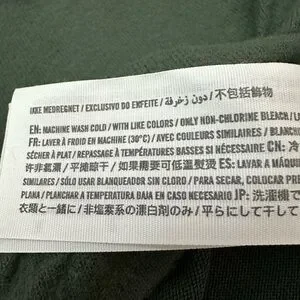 IKKE MEDREGNET / EXCLUSIVO DO ENFEITE / دون زخرفة / 不包括飾物
EN: MACHINE WASH COLD / WITH LIKE COLORS / ONLY NON-CHLORINE BLEACH / L
FR: LAVER À FROID EN MACHINE (30°C) / AVEC COULEURS SIMILAIRES / BLANCHI
SÉCHER À PLAT / REPASSAGE À TEMPÉRATURES BASSES SI NÉCESSAIRE CN: 冷
許非氯漂 / 平攤晾干 / 如果需要可低溫熨燙 ES: LAVAR A MÁQUI
SIMILARES / SÓLO USAR BLANQUEADOR SIN CLORO / PARA SECAR, COLOCAR PRE
PLANA / PLANCHAR A TEMPERATURA BAJA EN CASO NECESARIO JP: 洗濯機で
衣類と一緒に / 非塩素系の漂白剤のみ / 平らにして干して